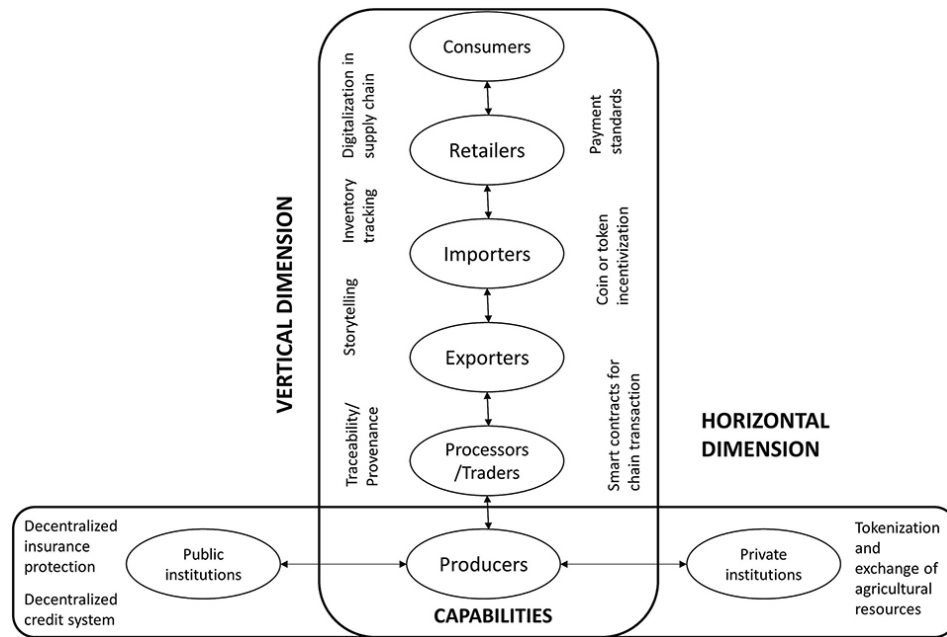 Consumers
Digitalization in
supply chain
Payment
standards
Retailers
Inventory
tracking
Importers
Coin or token
incentivization
VERTICAL DIMENSION
Storytelling
Exporters
Traceability/
Provenance
Processors
/Traders
Smart contracts for
chain transaction
HORIZONTAL
DIMENSION
Decentralized
insurance
protection
Decentralized
credit system
Public
institutions
Producers
CAPABILITIES
Private
institutions
Tokenization and
exchange of
agricultural
resources